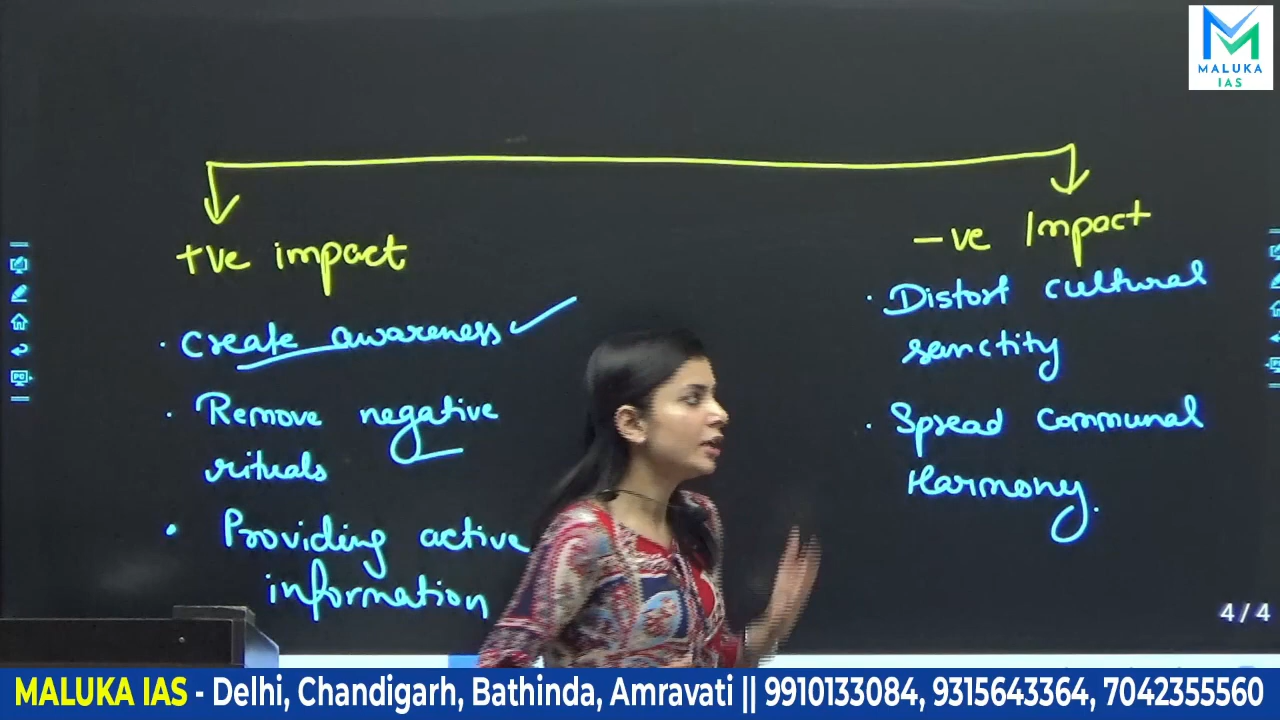 MALUKA
IAS
+ve impact
· Create awareness ✓
· Remove negative
rituals
• Providing active
information
-ve Impact
· Distort cultural
sanctity
· Spread Communal
Harmony.
4/4
MALUKA IAS - Delhi, Chandigarh, Bathinda, Amravati || 9910133084, 9315643364, 7042355560